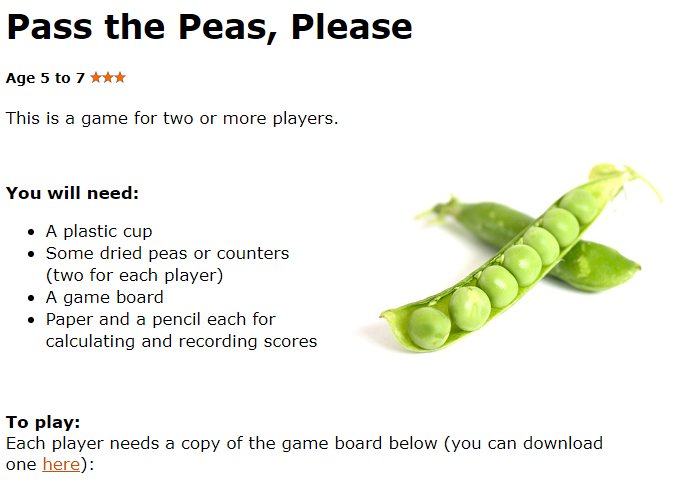 Pass the Peas, Please
Age 5 to 7 ★★★
This is a game for two or more players.
You will need:
• A plastic cup
• Some dried peas or counters
(two for each player)
• A game board
• Paper and a pencil each for
calculating and recording scores
To play:
Each player needs a copy of the game board below (you can download
one here):